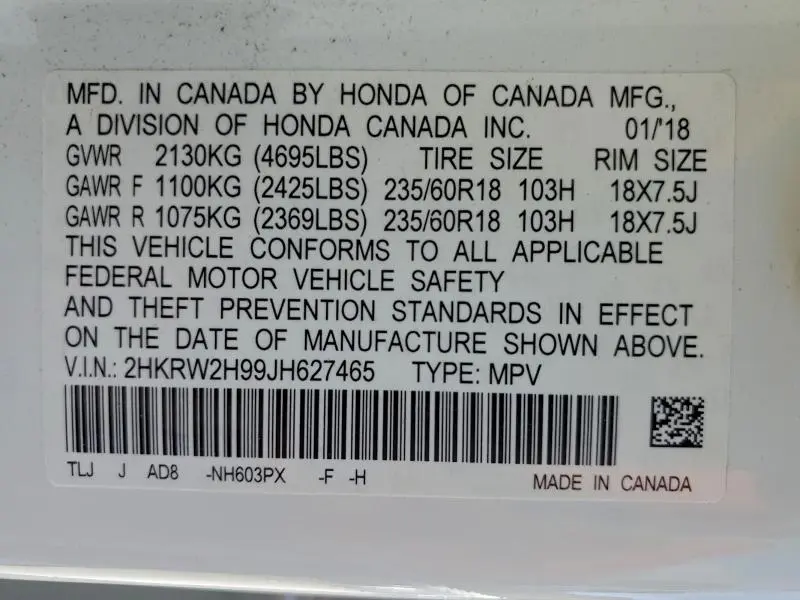 MFD. IN CANADA BY HONDA OF CANADA MFG.,
A DIVISION OF HONDA CANADA INC. 01/'18
GVWR 2130KG (4695LBS) TIRE SIZE RIM SIZE
GAWR F 1100KG (2425LBS) 235/60R18 103H 18X7.5J
GAWR R 1075KG (2369LBS) 235/60R18 103H 18X7.5J
THIS VEHICLE CONFORMS TO ALL APPLICABLE
FEDERAL MOTOR VEHICLE SAFETY
AND THEFT PREVENTION STANDARDS IN EFFECT
ON THE DATE OF MANUFACTURE SHOWN ABOVE.
V.I.N.: 2HKRW2H99JH627465 TYPE: MPV
TLJ J AD8 -NH603PX -F -H MADE IN CANADA